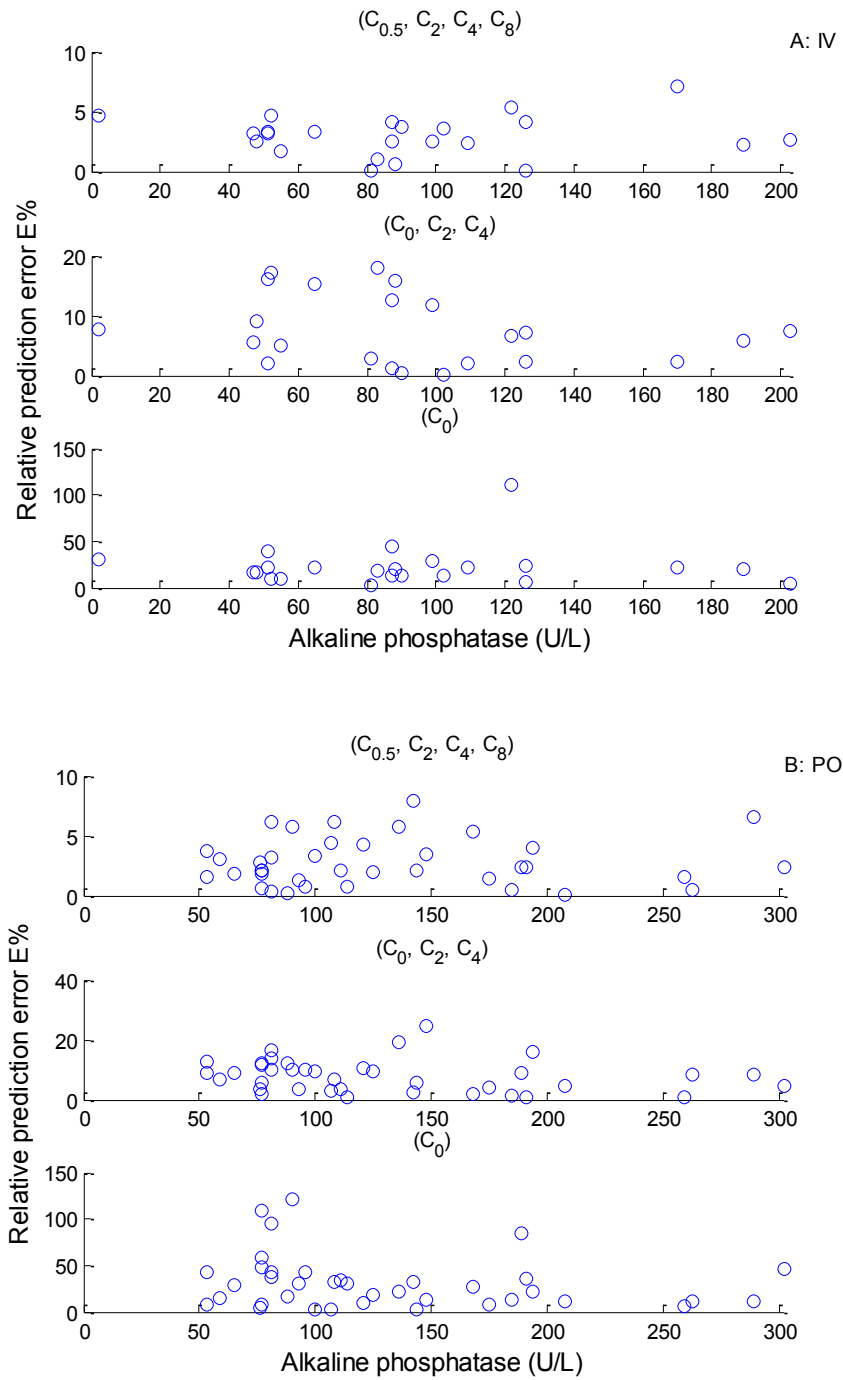 (C0.5, C2, C4, C8)
A: IV
10
5
0
0 20 40 60 80 100 120 140 160 180 200
(C0, C2, C4)
20
10
0
0 20 40 60 80 100 120 140 160 180 200
(C0)
150
100
50
0
0 20 40 60 80 100 120 140 160 180 200
Relative prediction error E%
Alkaline phosphatase (U/L)
(C0.5, C2, C4, C8)
B: PO
10
5
0
0 50 100 150 200 250 300
(C0, C2, C4)
40
20
0
0 50 100 150 200 250 300
(C0)
150
100
50
0
0 50 100 150 200 250 300
Relative prediction error E%
Alkaline phosphatase (U/L)